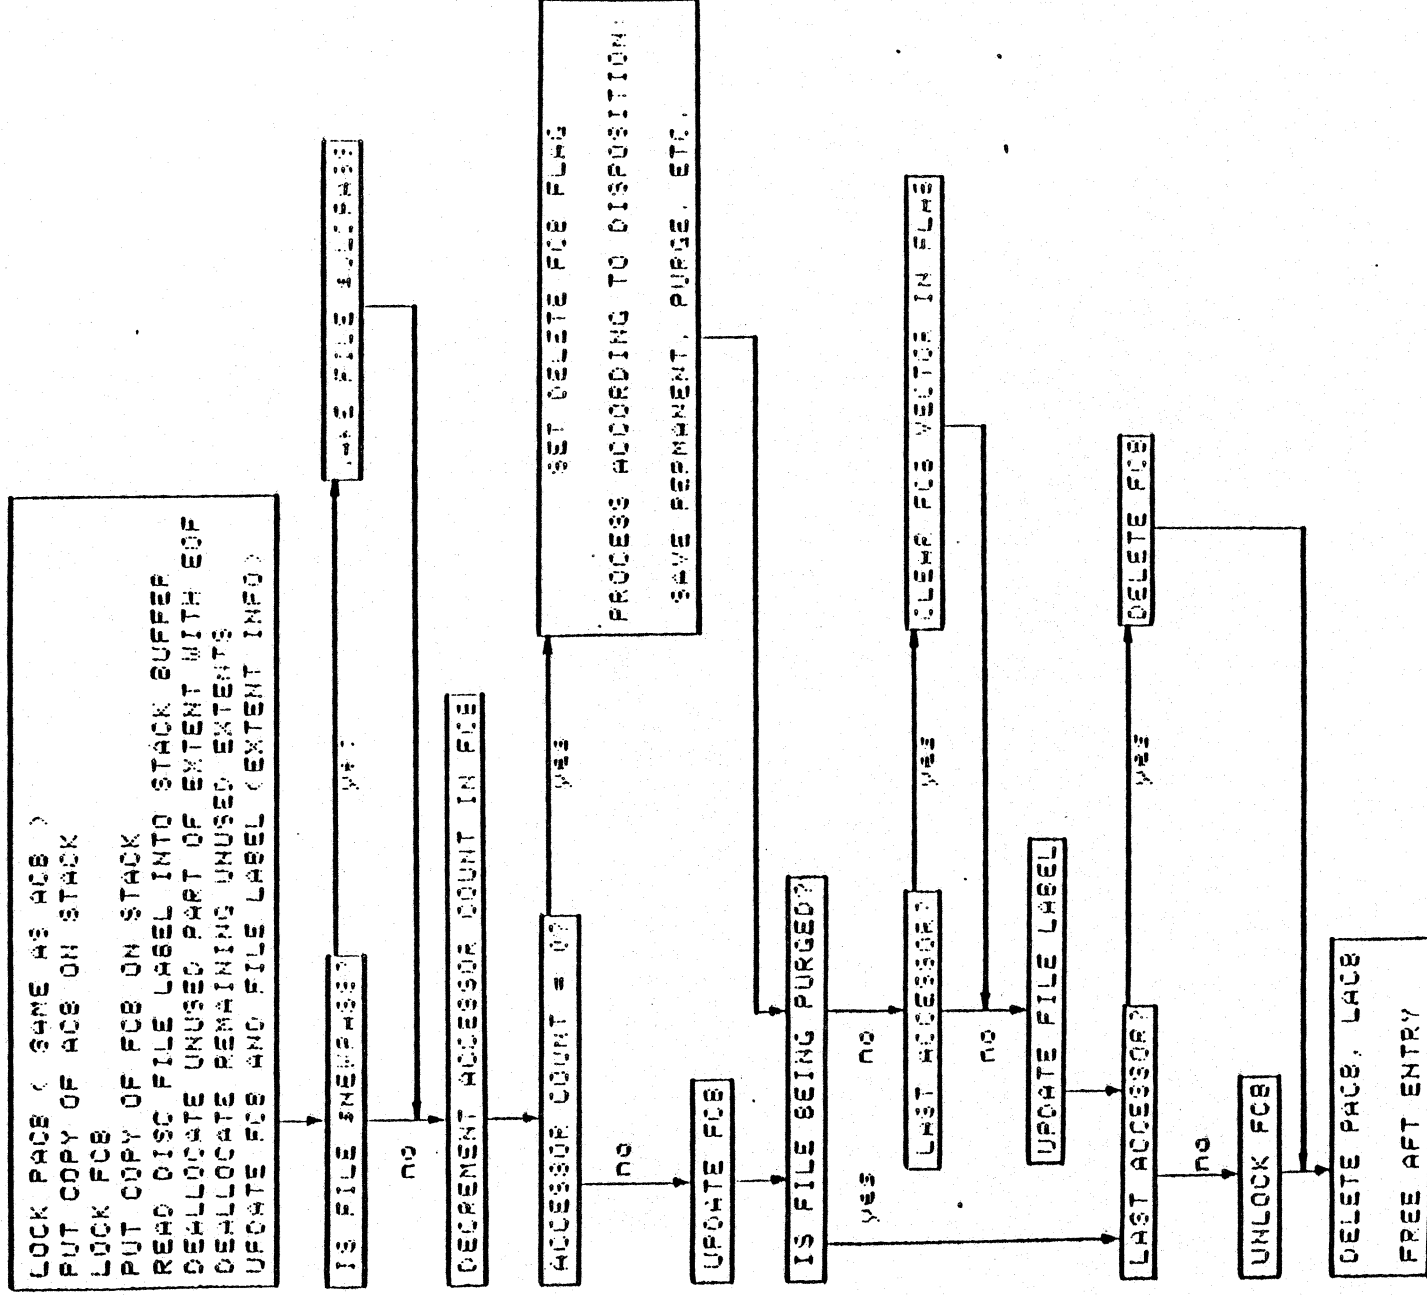 LOCK PACB ( SAME AS ACB )
PUT COPY OF ACB ON STACK
LOCK FCB
PUT COPY OF FCB ON STACK
READ DISC FILE LABEL INTO STACK BUFFER
DEALLOCATE UNUSED PART OF EXTENT WITH EOF
DEALLOCATE REMAINING UNUSED EXTENTS
UPDATE FCB AND FILE LABEL (EXTENT INFO)
IS FILE $NEWPASS?
yes
FILE
no
DECREMENT ACCESSOR COUNT IN FCB
ACCESSOR COUNT = 0?
yes
SET DELETE FCB FLAG
PROCESS ACCORDING TO DISPOSITION.
SAVE PERMANENT, PURGE, ETC.
no
UPDATE FCB
IS FILE BEING PURGED?
yes
no
LAST ACCESSOR?
yes
CLEAR FCB VECTOR IN FLAB
no
UPDATE FILE LABEL
LAST ACCESSOR?
yes
DELETE FCB
no
UNLOCK FCB
DELETE PACB, LACB
FREE AFT ENTRY